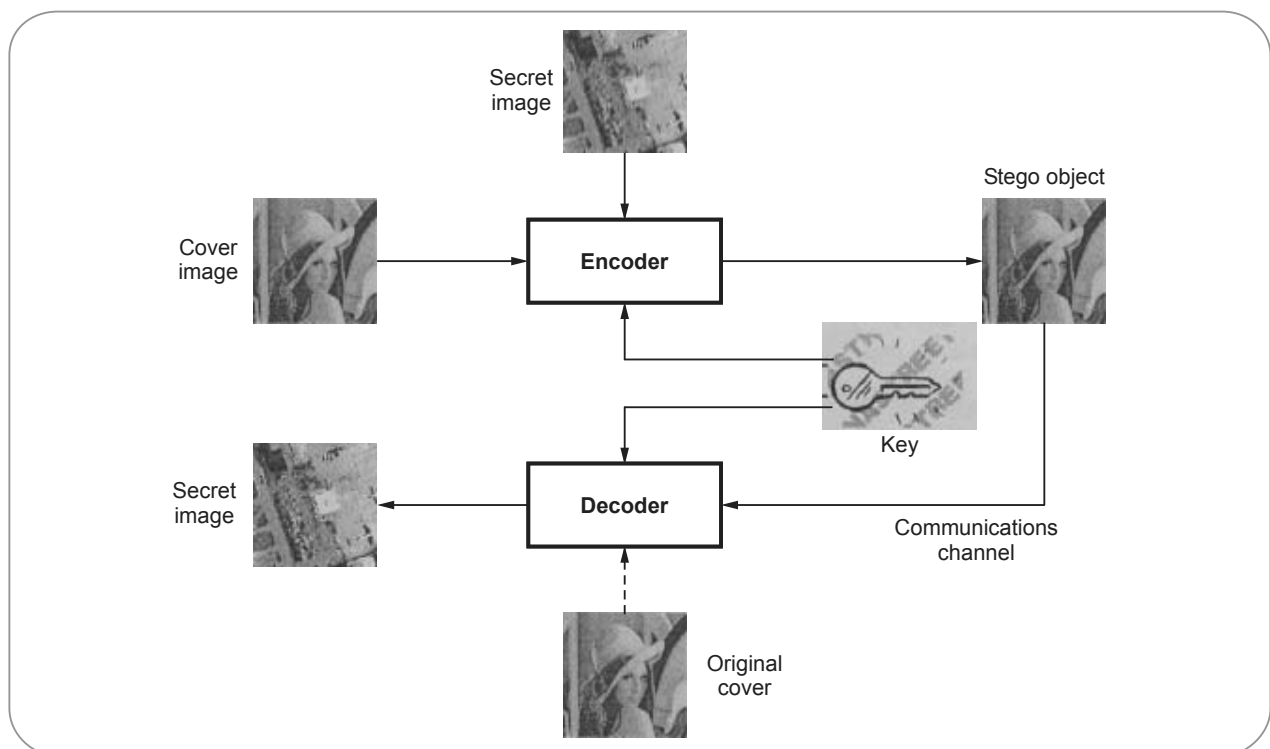 Secret
image
Stego object
Cover
image
Encoder
Key
Secret
image
Decoder
Communications
channel
Original
cover